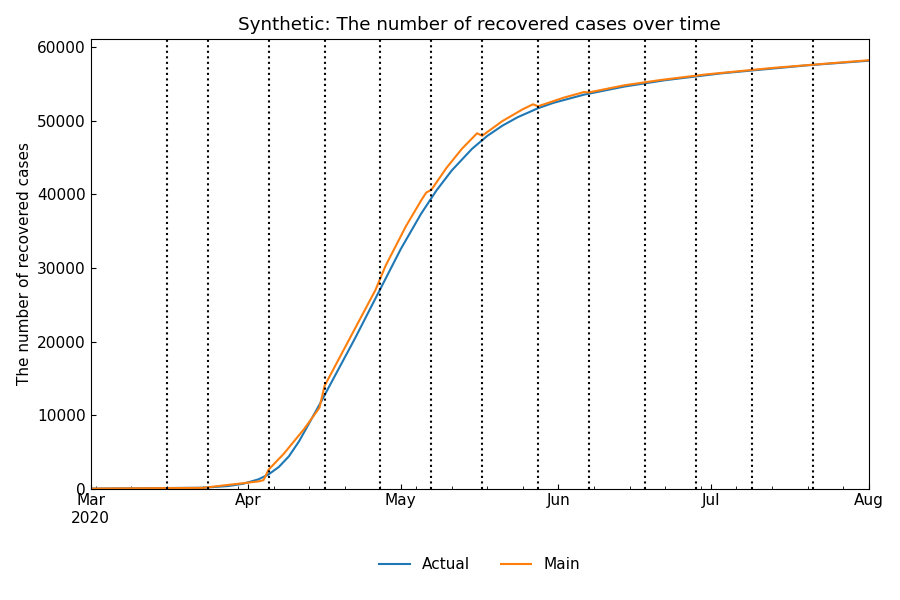 Synthetic: The number of recovered cases over time
The number of recovered cases
60000
50000
40000
30000
20000
10000
0
Mar Apr May Jun Jul Aug
2020
Actual Main